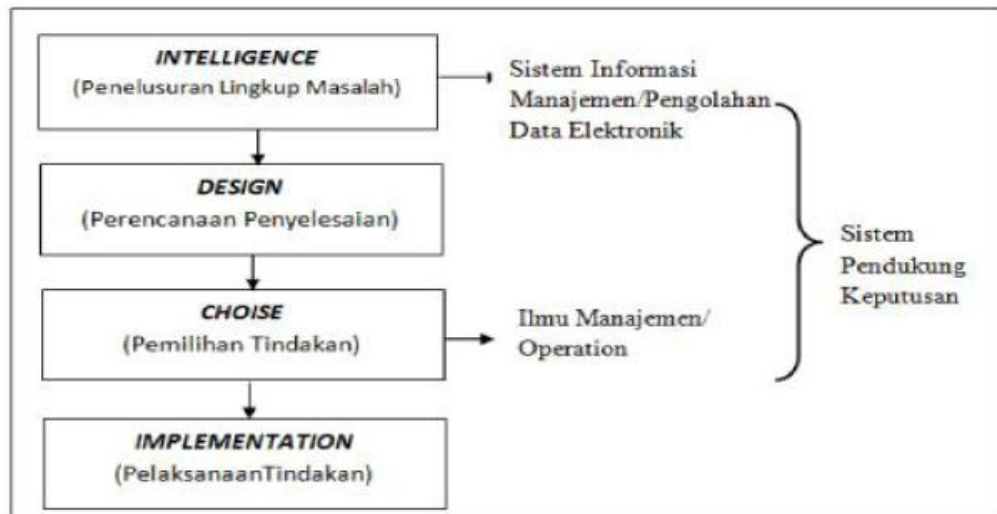 INTELLIGENCE
(Penelusuran Lingkup Masalah)
Sistem Informasi
Manajemen/Pengolahan
Data Elektronik
DESIGN
(Perencanaan Penyelesaian)
Sistem
Pendukung
Keputusan
CHOISE
(Pemilihan Tindakan)
Ilmu Manajemen/
Operation
IMPLEMENTATION
(PelaksanaanTindakan)